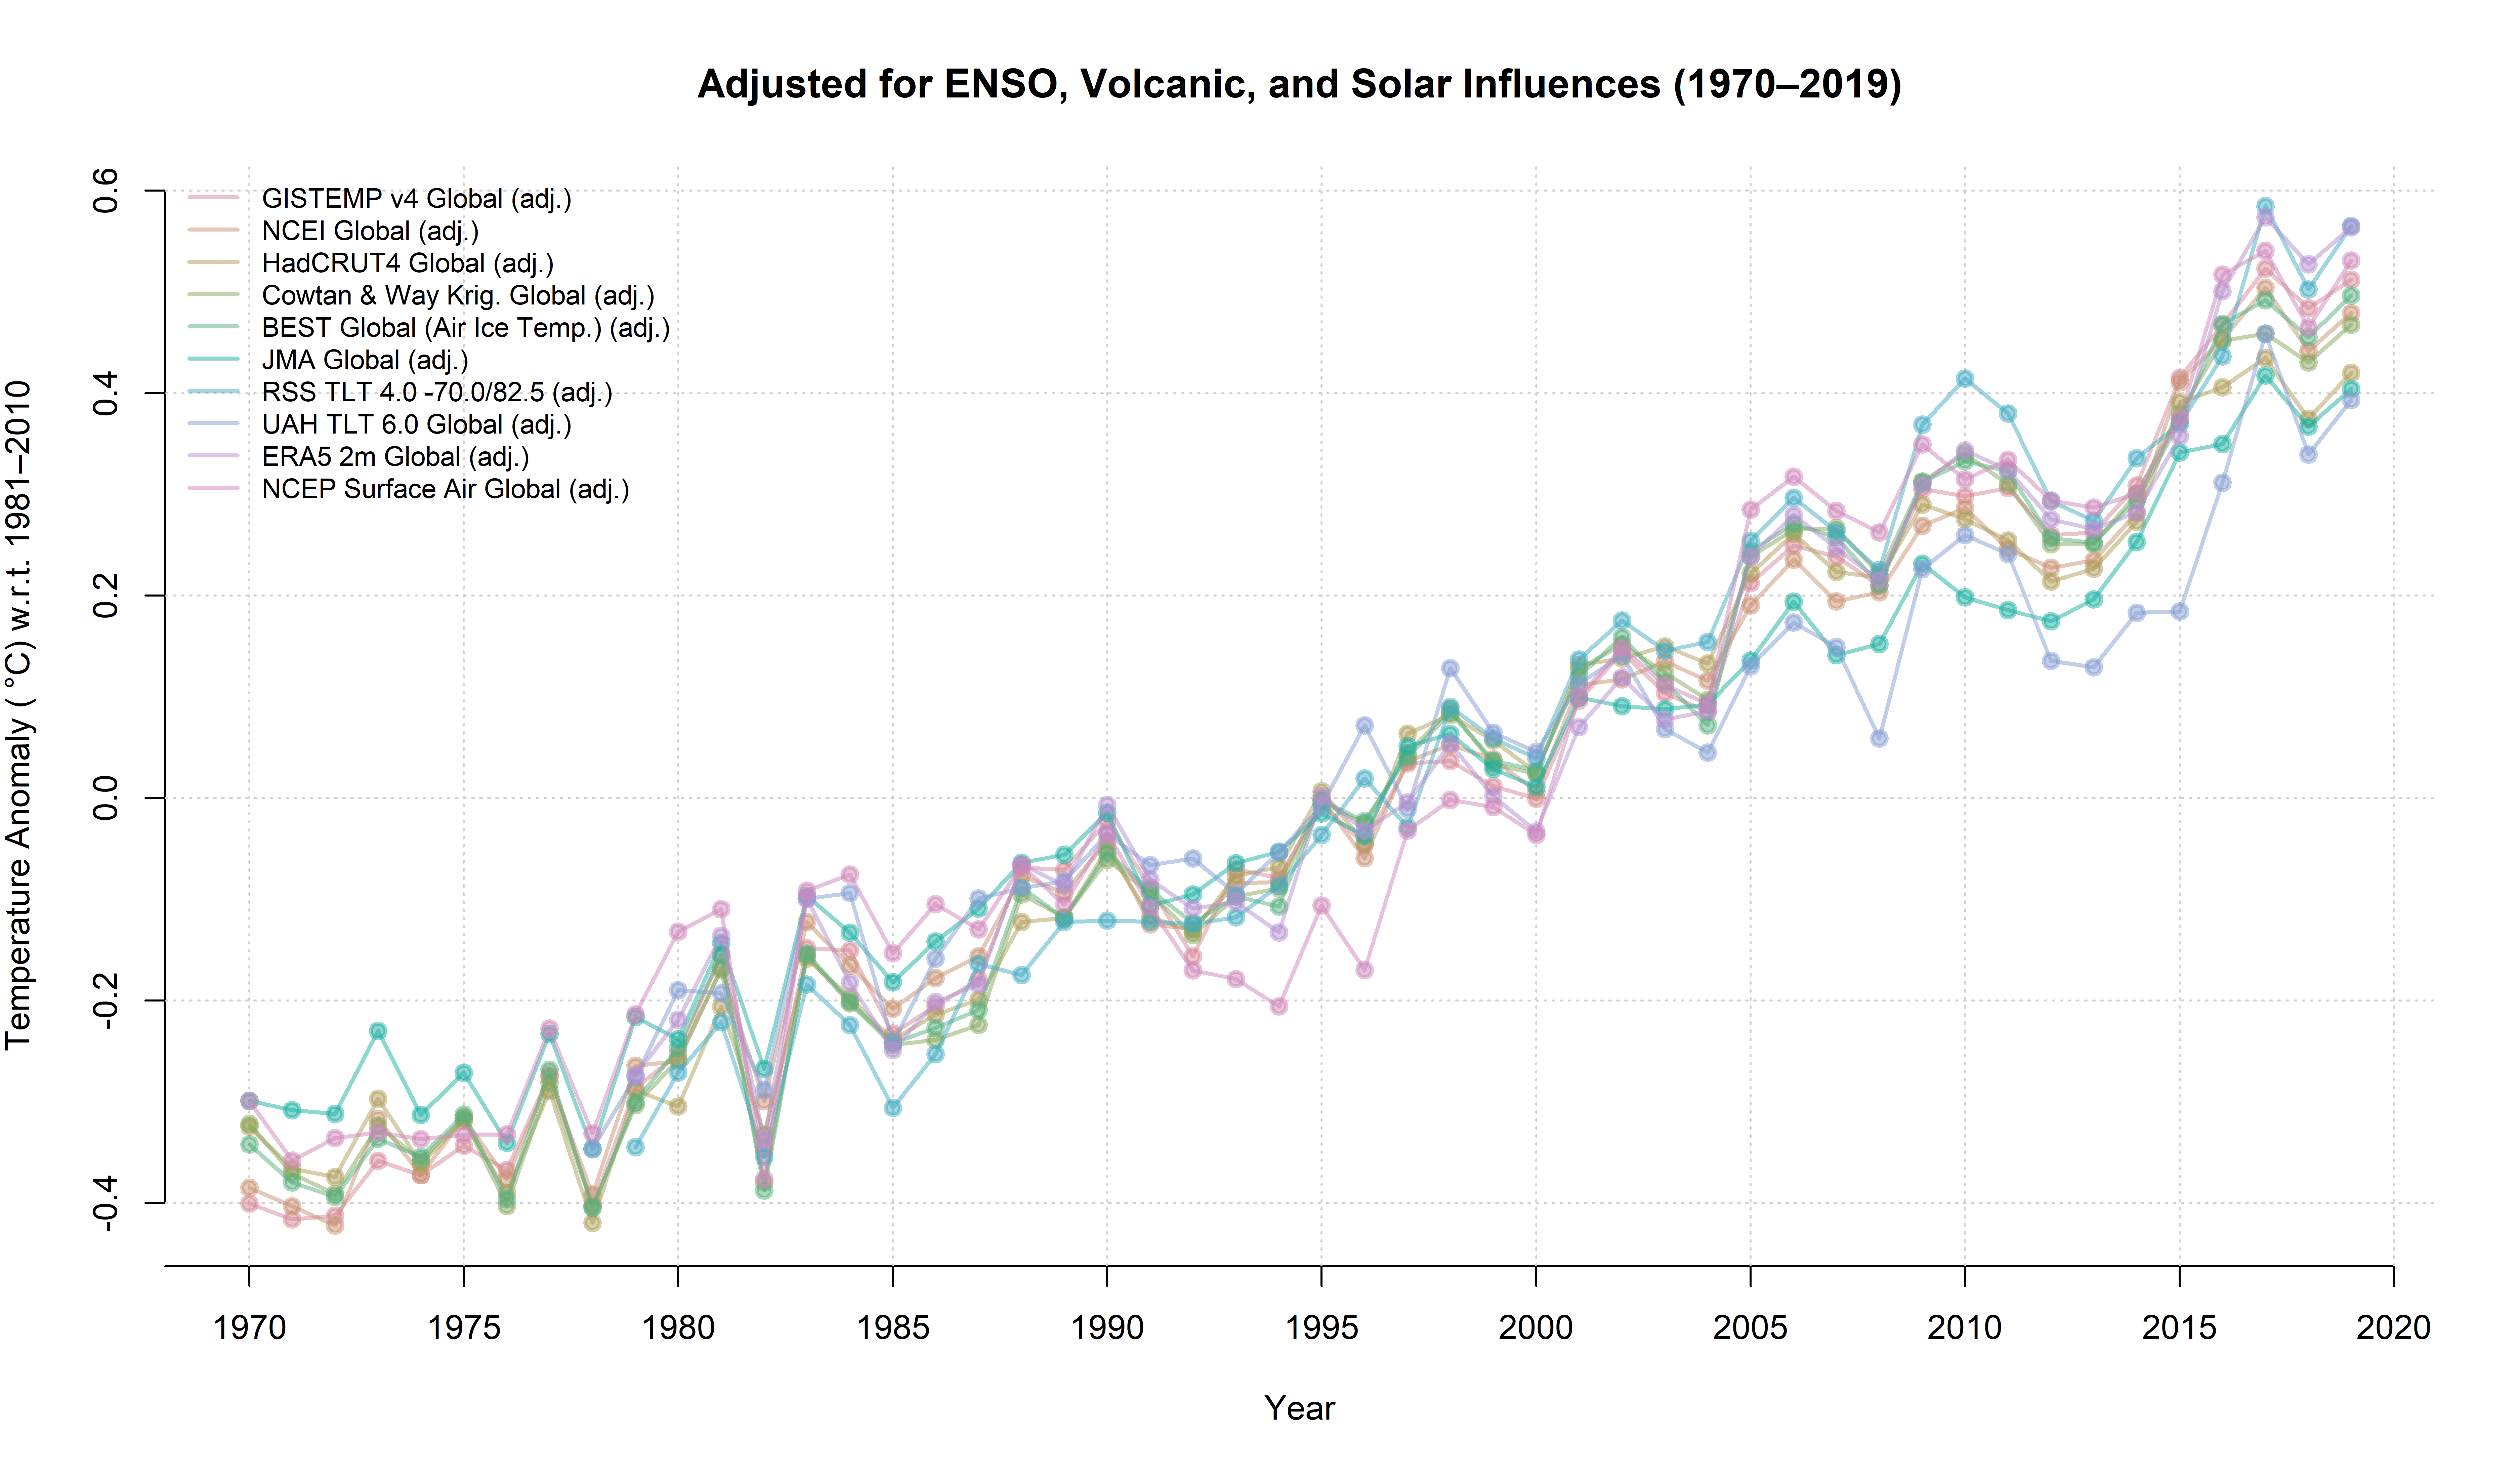 Adjusted for ENSO, Volcanic, and Solar Influences (1970–2019)
Temperature Anomaly ( °C) w.r.t. 1981–2010
0.6
0.4
0.2
0.0
-0.2
-0.4
GISTEMP v4 Global (adj.)
NCEI Global (adj.)
HadCRUT4 Global (adj.)
Cowtan & Way Krig. Global (adj.)
BEST Global (Air Ice Temp.) (adj.)
JMA Global (adj.)
RSS TLT 4.0 -70.0/82.5 (adj.)
UAH TLT 6.0 Global (adj.)
ERA5 2m Global (adj.)
NCEP Surface Air Global (adj.)
1970 1975 1980 1985 1990 1995 2000 2005 2010 2015 2020
Year